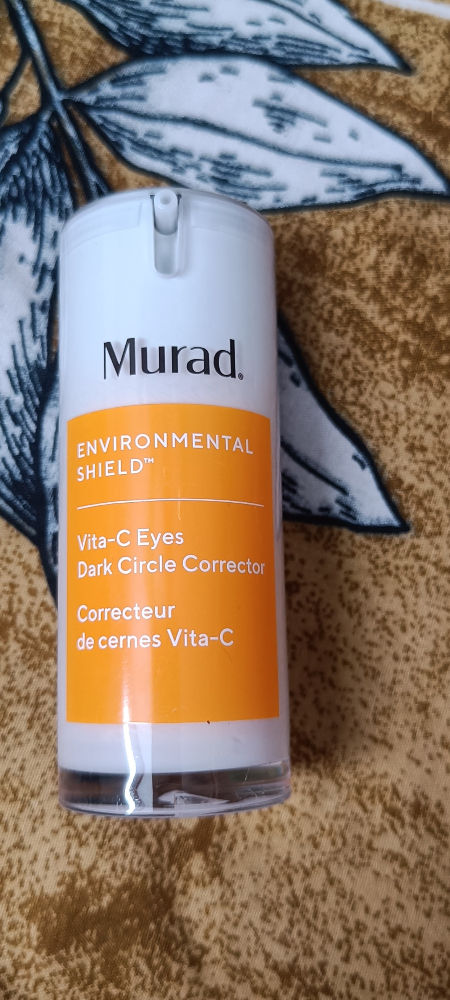 Murad®
ENVIRONMENTAL
SHIELD™
Vita-C Eyes
Dark Circle Corrector
Correcteur
de cernes Vita-C